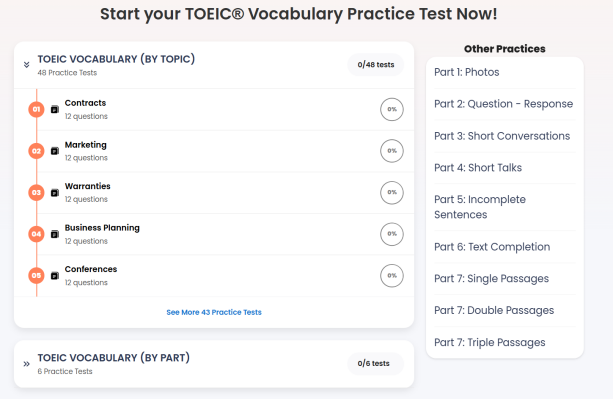 Start your TOEIC® Vocabulary Practice Test Now!
TOEIC VOCABULARY (BY TOPIC)
48 Practice Tests
0/48 tests
01
Contracts
12 questions
0%
02
Marketing
12 questions
0%
03
Warranties
12 questions
0%
04
Business Planning
12 questions
0%
05
Conferences
12 questions
0%
See More 43 Practice Tests
TOEIC VOCABULARY (BY PART)
6 Practice Tests
0/6 tests
Other Practices
Part 1: Photos
Part 2: Question - Response
Part 3: Short Conversations
Part 4: Short Talks
Part 5: Incomplete
Sentences
Part 6: Text Completion
Part 7: Single Passages
Part 7: Double Passages
Part 7: Triple Passages